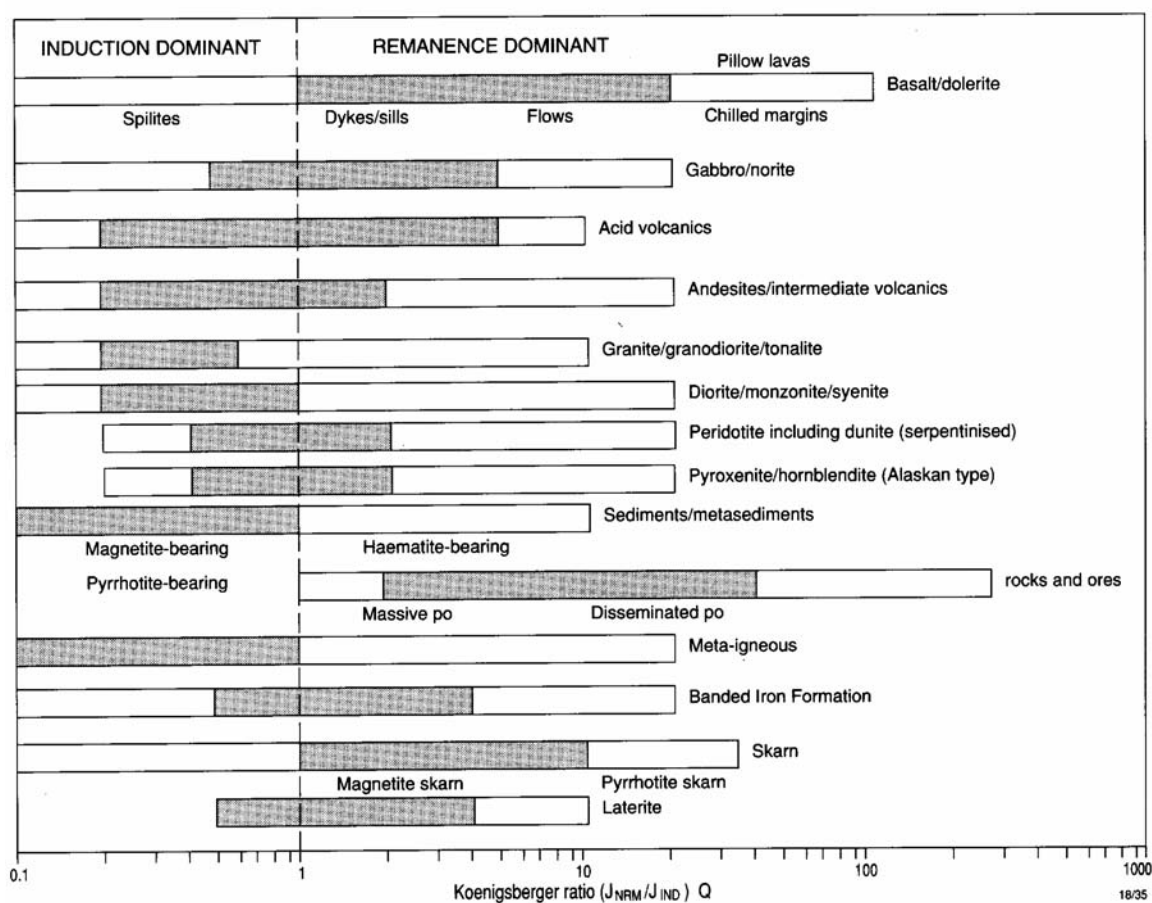 INDUCTION DOMINANT
REMANENCE DOMINANT
Pillow lavas
Basalt/dolerite
Spilites
Dykes/sills
Flows
Chilled margins
Gabbro/norite
Acid volcanics
Andesites/intermediate volcanics
Granite/granodiorite/tonalite
Diorite/monzonite/syenite
Peridotite including dunite (serpentinised)
Pyroxenite/hornblendite (Alaskan type)
Sediments/metasediments
Magnetite-bearing
Haematite-bearing
Pyrrhotite-bearing
rocks and ores
Massive po
Disseminated po
Meta-igneous
Banded Iron Formation
Skarn
Magnetite skarn
Pyrrhotite skarn
Laterite
0.1 1 10 100 1000
Koenigsberger ratio (JNRM/JIND) Q
18/35